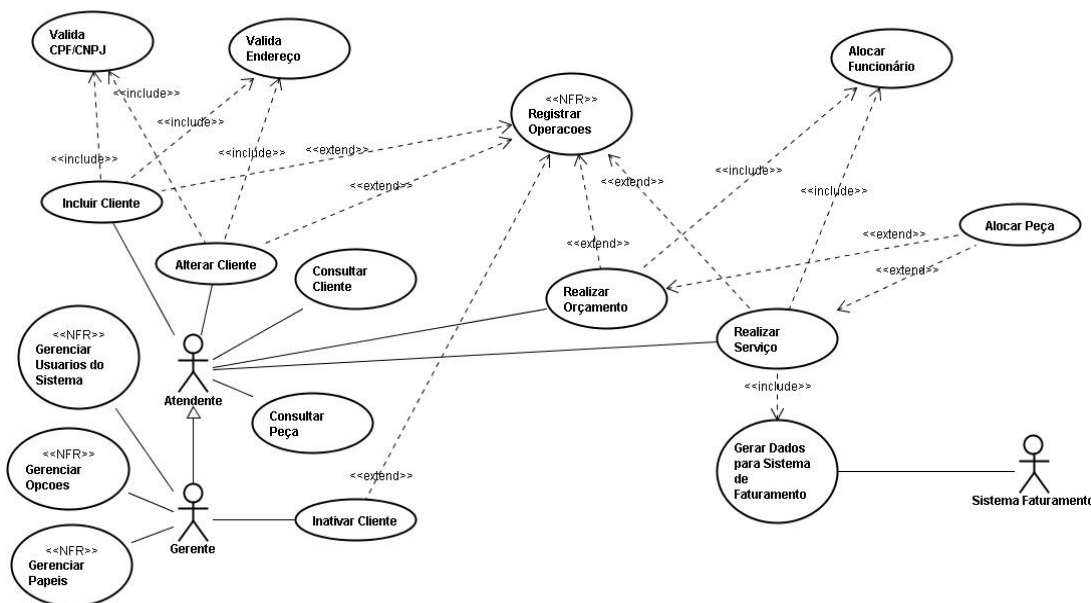 Valida
CPF/CNPJ
Valida
Endereço
Alocar
Funcionário
<<NFR>>
Registrar
Operacoes
<<include>>
<<include>>
<<include>>
<<include>>
<<extend>>
<<extend>>
<<extend>>
<<include>>
<<include>>
Incluir Cliente
Alterar Cliente
Consultar
Cliente
<<extend>>
Realizar
Orçamento
Alocar Peça
<<extend>>
<<extend>>
Realizar
Serviço
<<NFR>>
Gerenciar
Usuarios do
Sistema
Atendente
Consultar
Peça
<<include>>
<<NFR>>
Gerenciar
Opcoes
<<extend>>
Gerar Dados
para Sistema
de
Faturamento
Sistema Faturamento
Inativar Cliente
Gerente
<<NFR>>
Gerenciar
Papeis